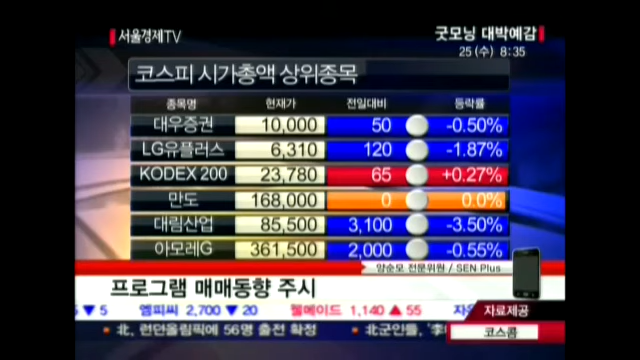 서울경제TV
굿모닝 대박예감
25 (수) 8:35
코스피 시가총액 상위종목
종목명 현재가 전일대비 등락률
대우증권 10,000 50 -0.50%
LG유플러스 6,310 120 -1.87%
KODEX 200 23,780 65 +0.27%
만도 168,000 0 0.0%
대림산업 85,500 3,100 -3.50%
아모레G 361,500 2,000 -0.55%
양순모 전문위원 / SEN Plus
프로그램 매매동향 주시
5 ▼ 5 엠피씨 2,700 ▼ 20 웰메이드 1,140 ▲ 55 자유
자료제공
北, 런던올림픽에 56명 출전 확정 北군인들, '李
코스콤